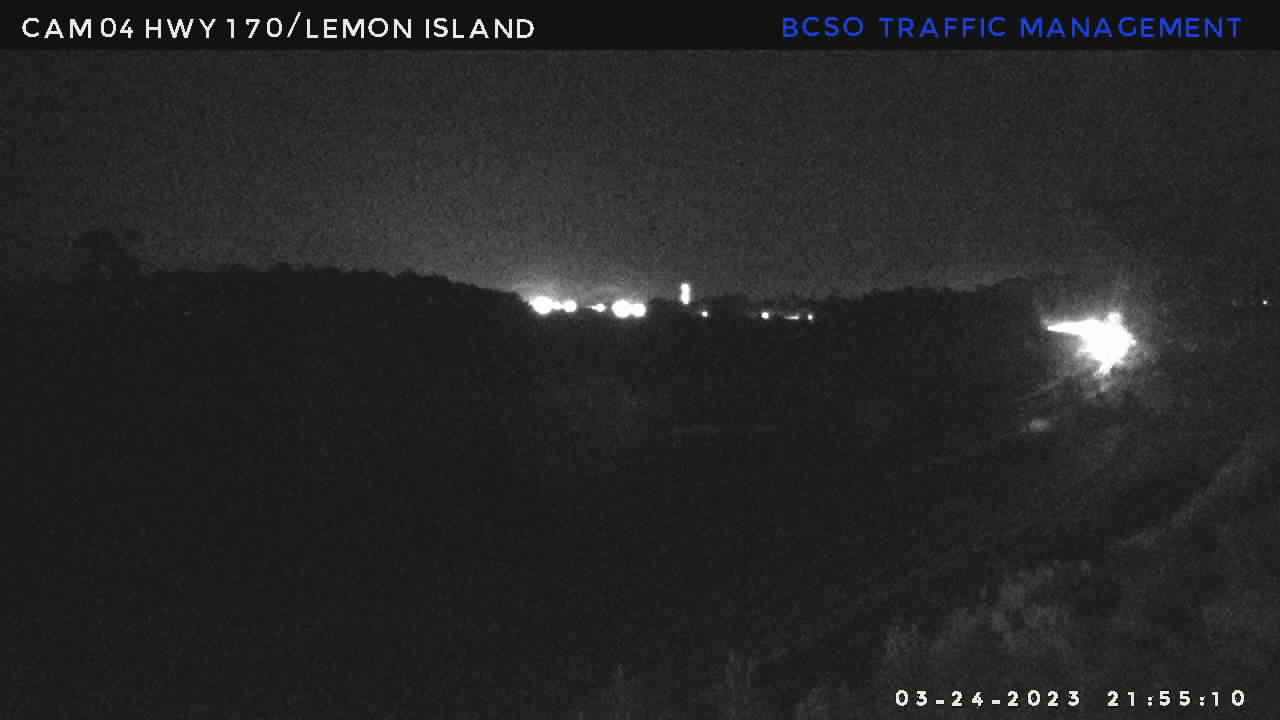 CAM04 HWY 170/LEMON ISLAND
BCSO TRAFFIC MANAGEMENT
03-24-2023 21:55:10